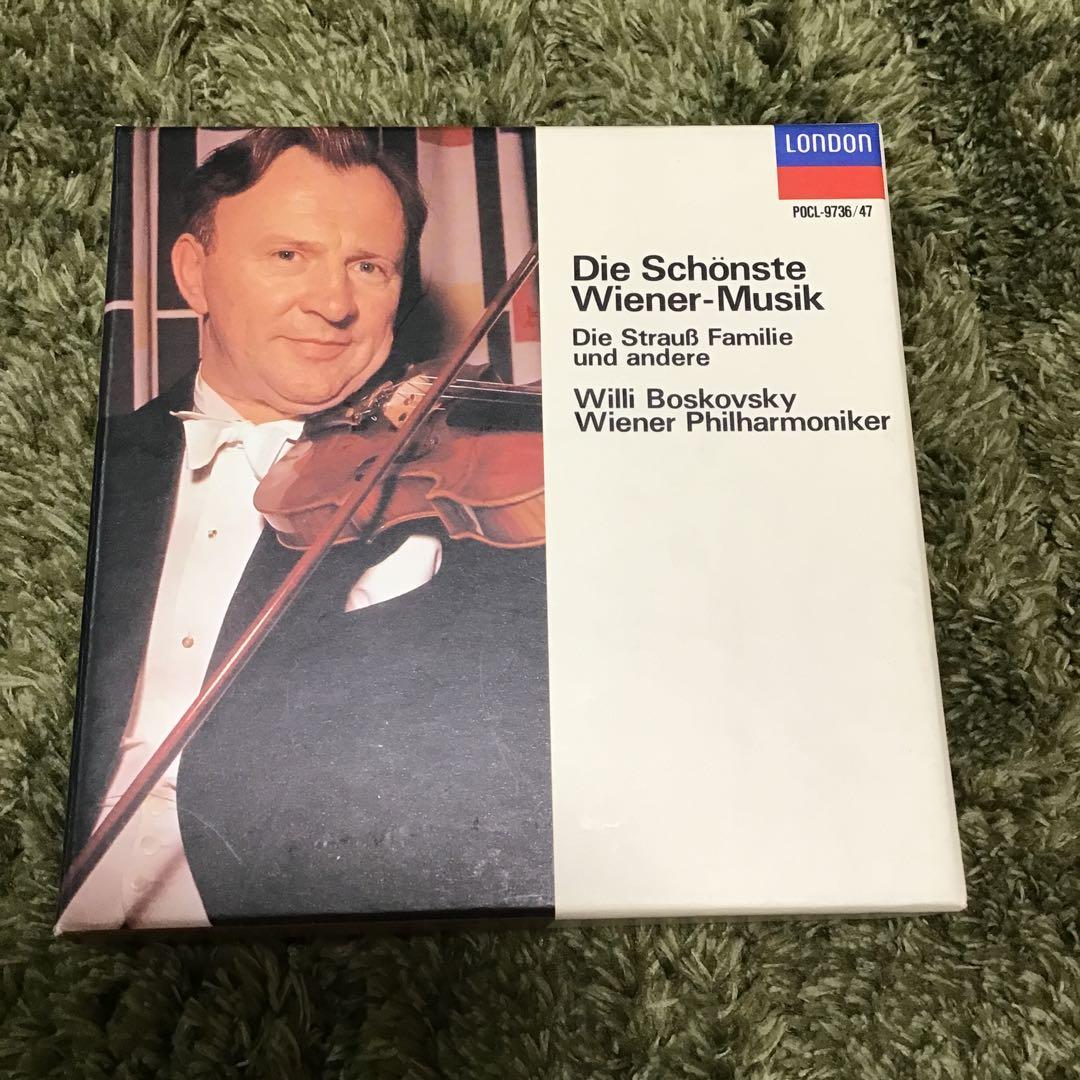 LONDON
POCL-9736/47
Die Schönste
Wiener-Musik
Die Strauß Familie
und andere
Willi Boskovsky
Wiener Philharmoniker